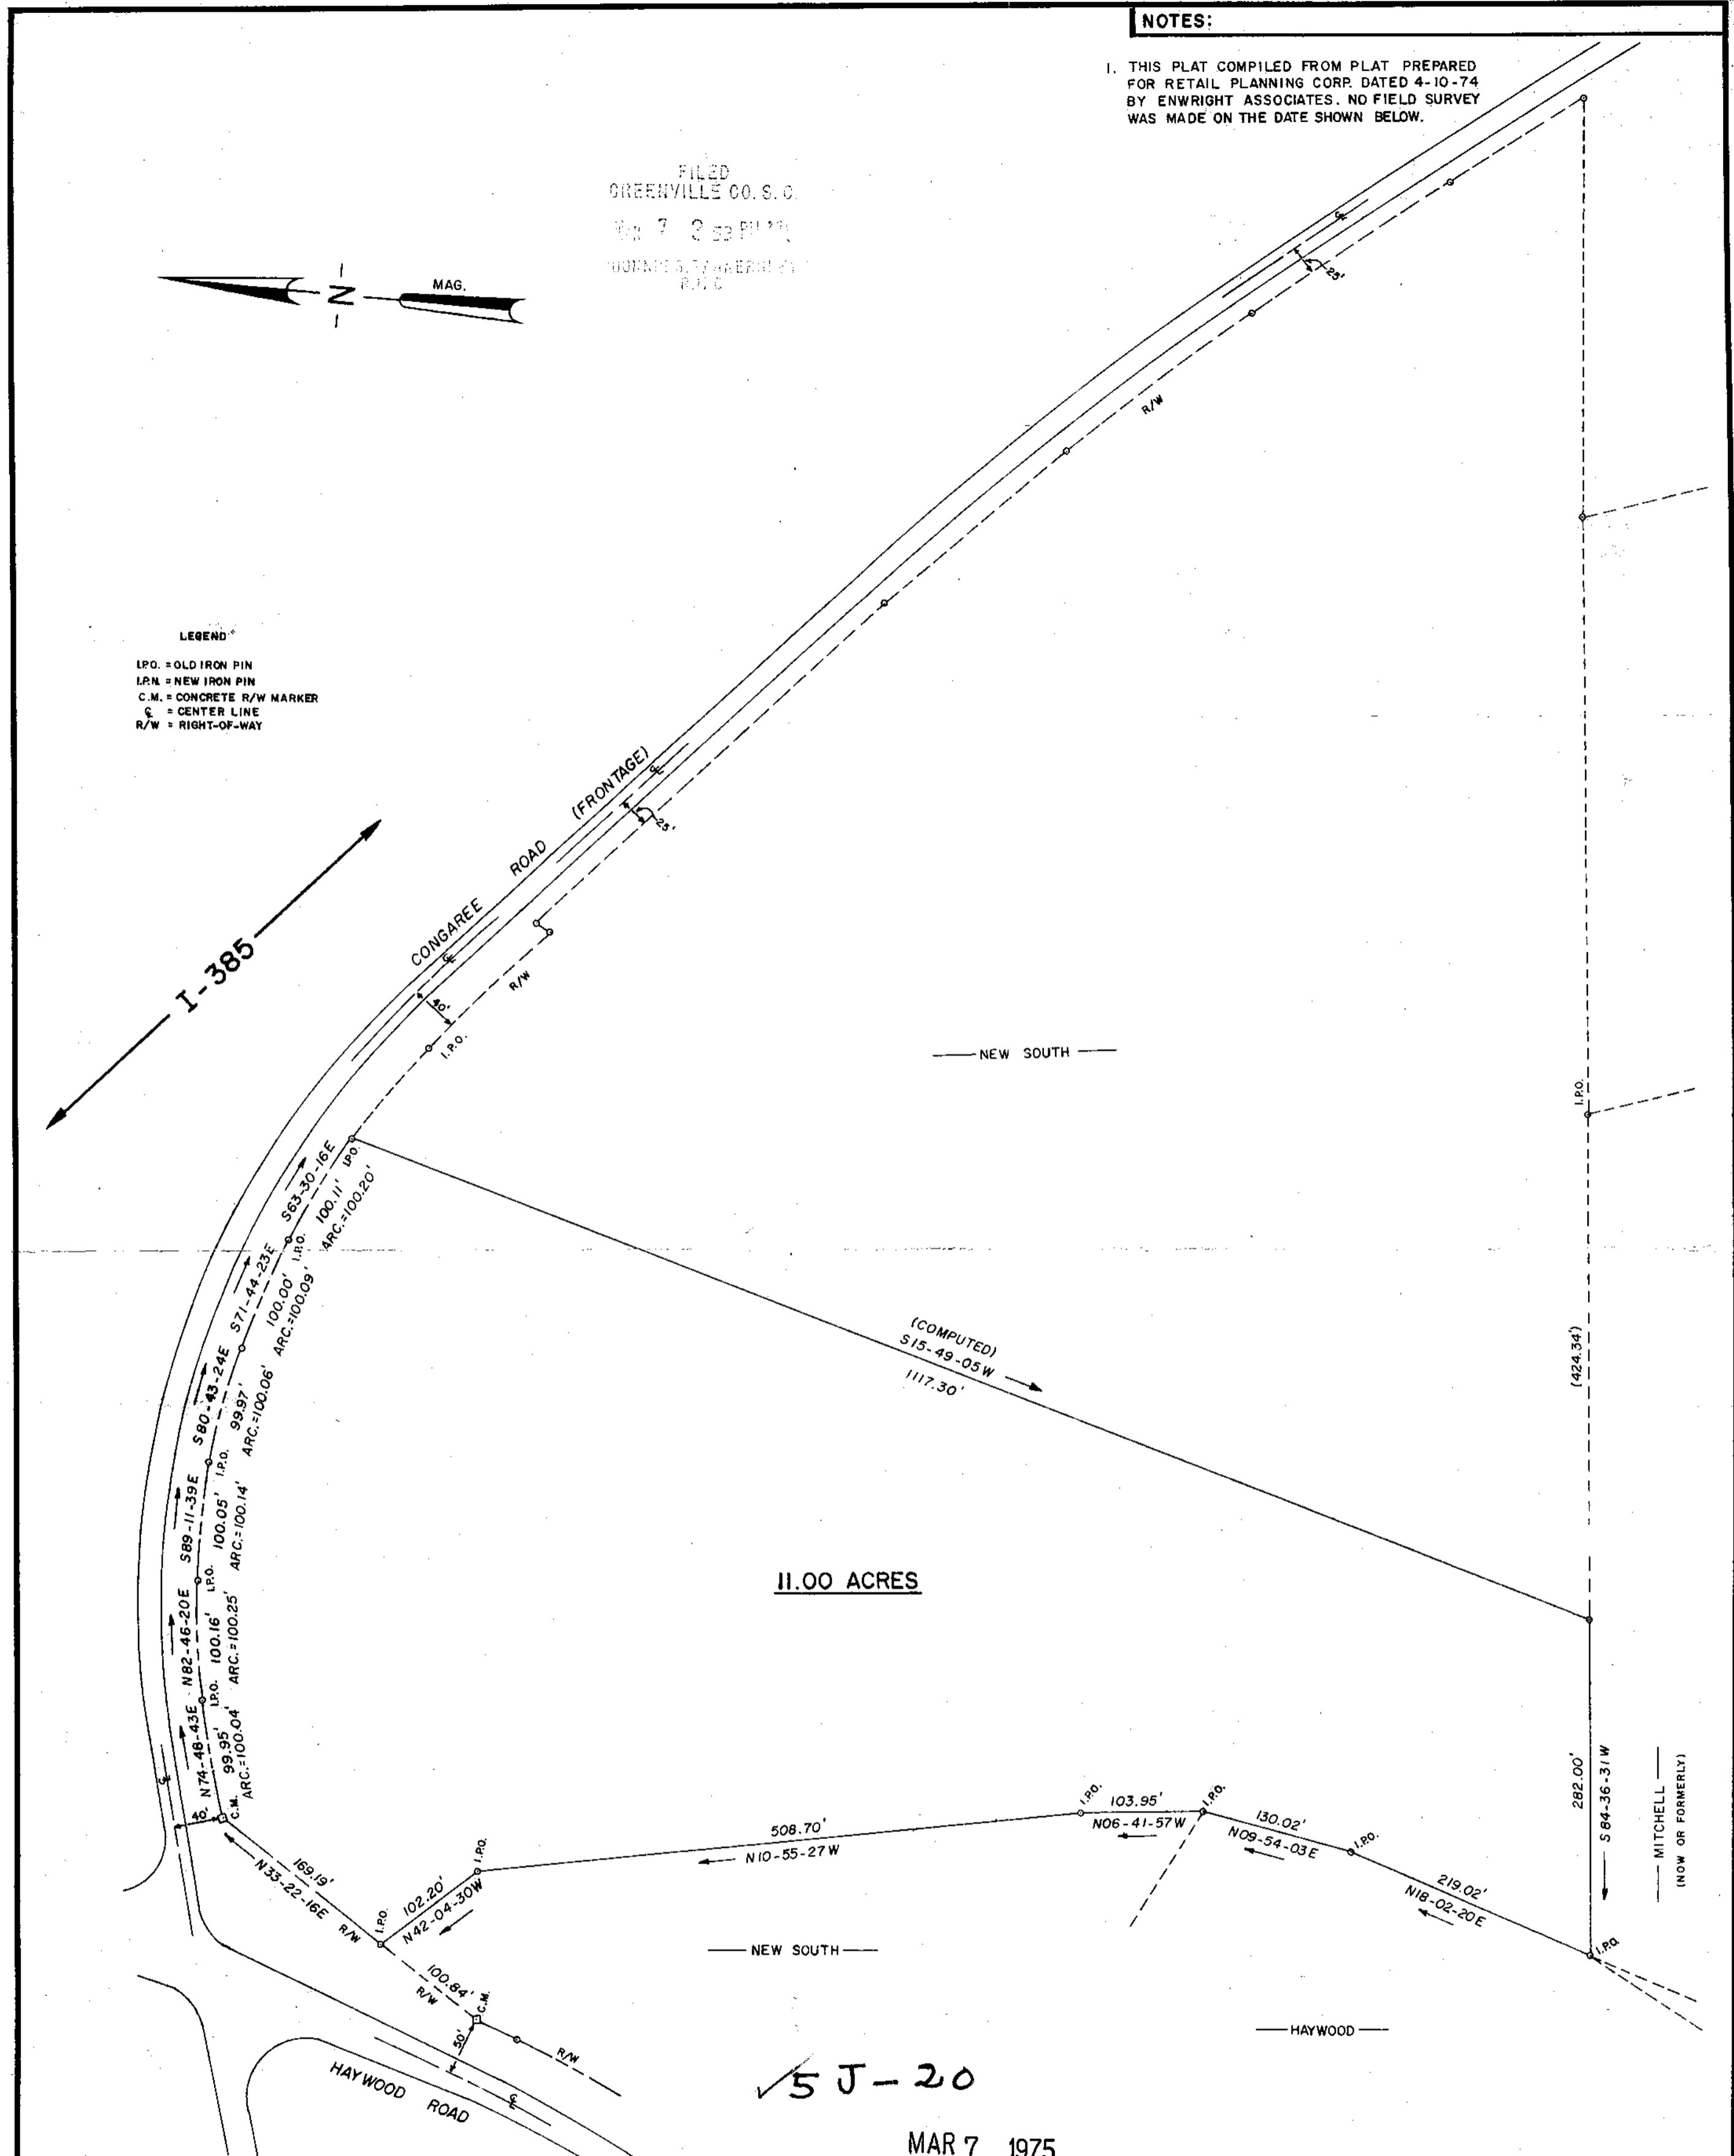 NOTES:
1. THIS PLAT COMPILED FROM PLAT PREPARED
FOR RETAIL PLANNING CORP. DATED 4-10-74
BY ENWRIGHT ASSOCIATES. NO FIELD SURVEY
WAS MADE ON THE DATE SHOWN BELOW.
FILED
GREENVILLE CO. S. C.
N
MAG.
℄
25'
R/W
LEGEND
I.P.O. = OLD IRON PIN
I.P.N. = NEW IRON PIN
C.M. = CONCRETE R/W MARKER
℄ = CENTER LINE
R/W = RIGHT-OF-WAY
CONGAREE ROAD (FRONTAGE)
℄
25'
I-385
℄
40'
R/W
I.P.O.
NEW SOUTH
I.P.O.
S63-30-16E
I.P.O.
100.11'
ARC.=100.20'
S71-44-23E
I.P.O.
100.00'
ARC.=100.09'
S80-43-24E
99.97'
ARC.=100.06'
I.P.O.
S89-11-39E
100.05'
ARC.=100.14'
I.P.O.
N82-46-20E
100.16'
ARC.=100.25'
I.P.O.
N74-48-43E
99.95'
ARC.=100.04'
C.M.
(COMPUTED)
S15-49-05W
1117.30'
(424.34')
11.00 ACRES
282.00'
S84-36-31W
MITCHELL
(NOW OR FORMERLY)
℄
40'
169.19'
N33-22-16E
R/W
I.P.O.
102.20'
N42-04-30W
I.P.O.
508.70'
N10-55-27W
I.P.O.
103.95'
N06-41-57W
I.P.O.
130.02'
N09-54-03E
I.P.O.
219.02'
N18-02-20E
I.P.O.
NEW SOUTH
100.84'
R/W
C.M.
50'
R/W
℄
HAYWOOD
HAYWOOD ROAD
✓5J-20
MAR 7 1975